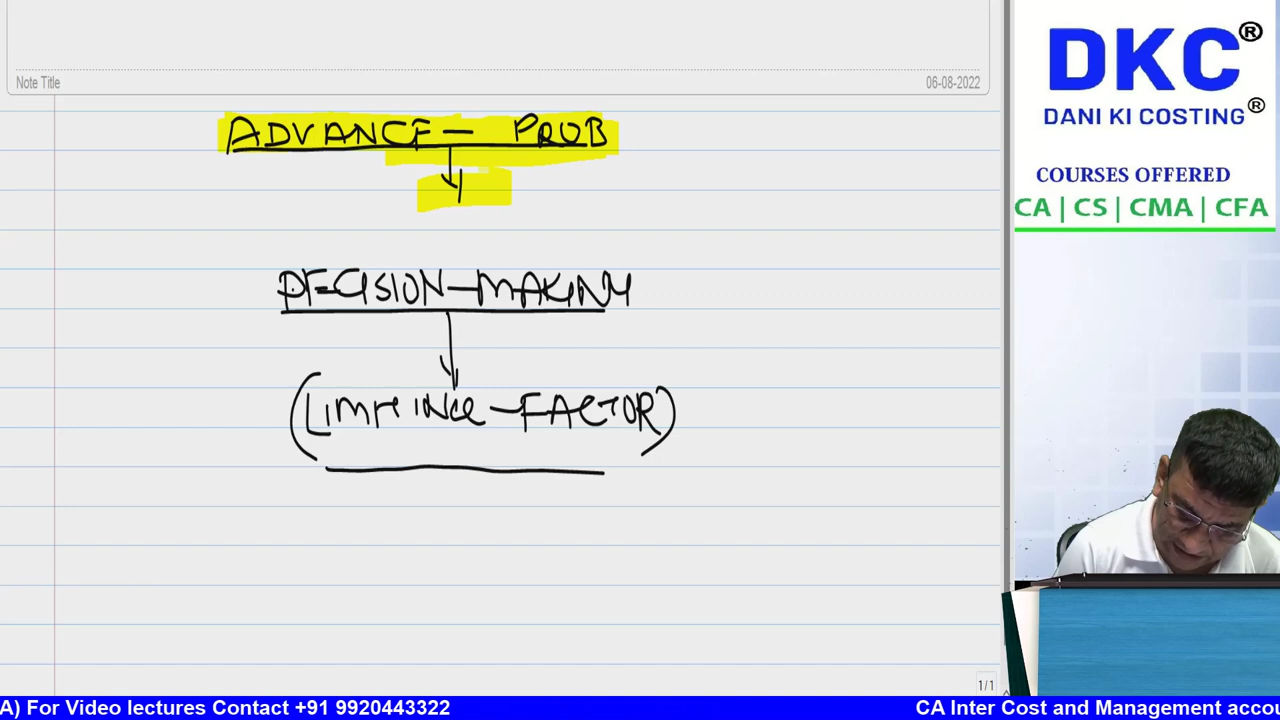 Note Title
06-08-2022
ADVANCE – PROB
DECISION – MAKING
(LIMITING – FACTOR)
1/1
DKC®
DANI KI COSTING®
COURSES OFFERED
CA | CS | CMA | CFA
A) For Video lectures Contact +91 9920443322
CA Inter Cost and Management accou